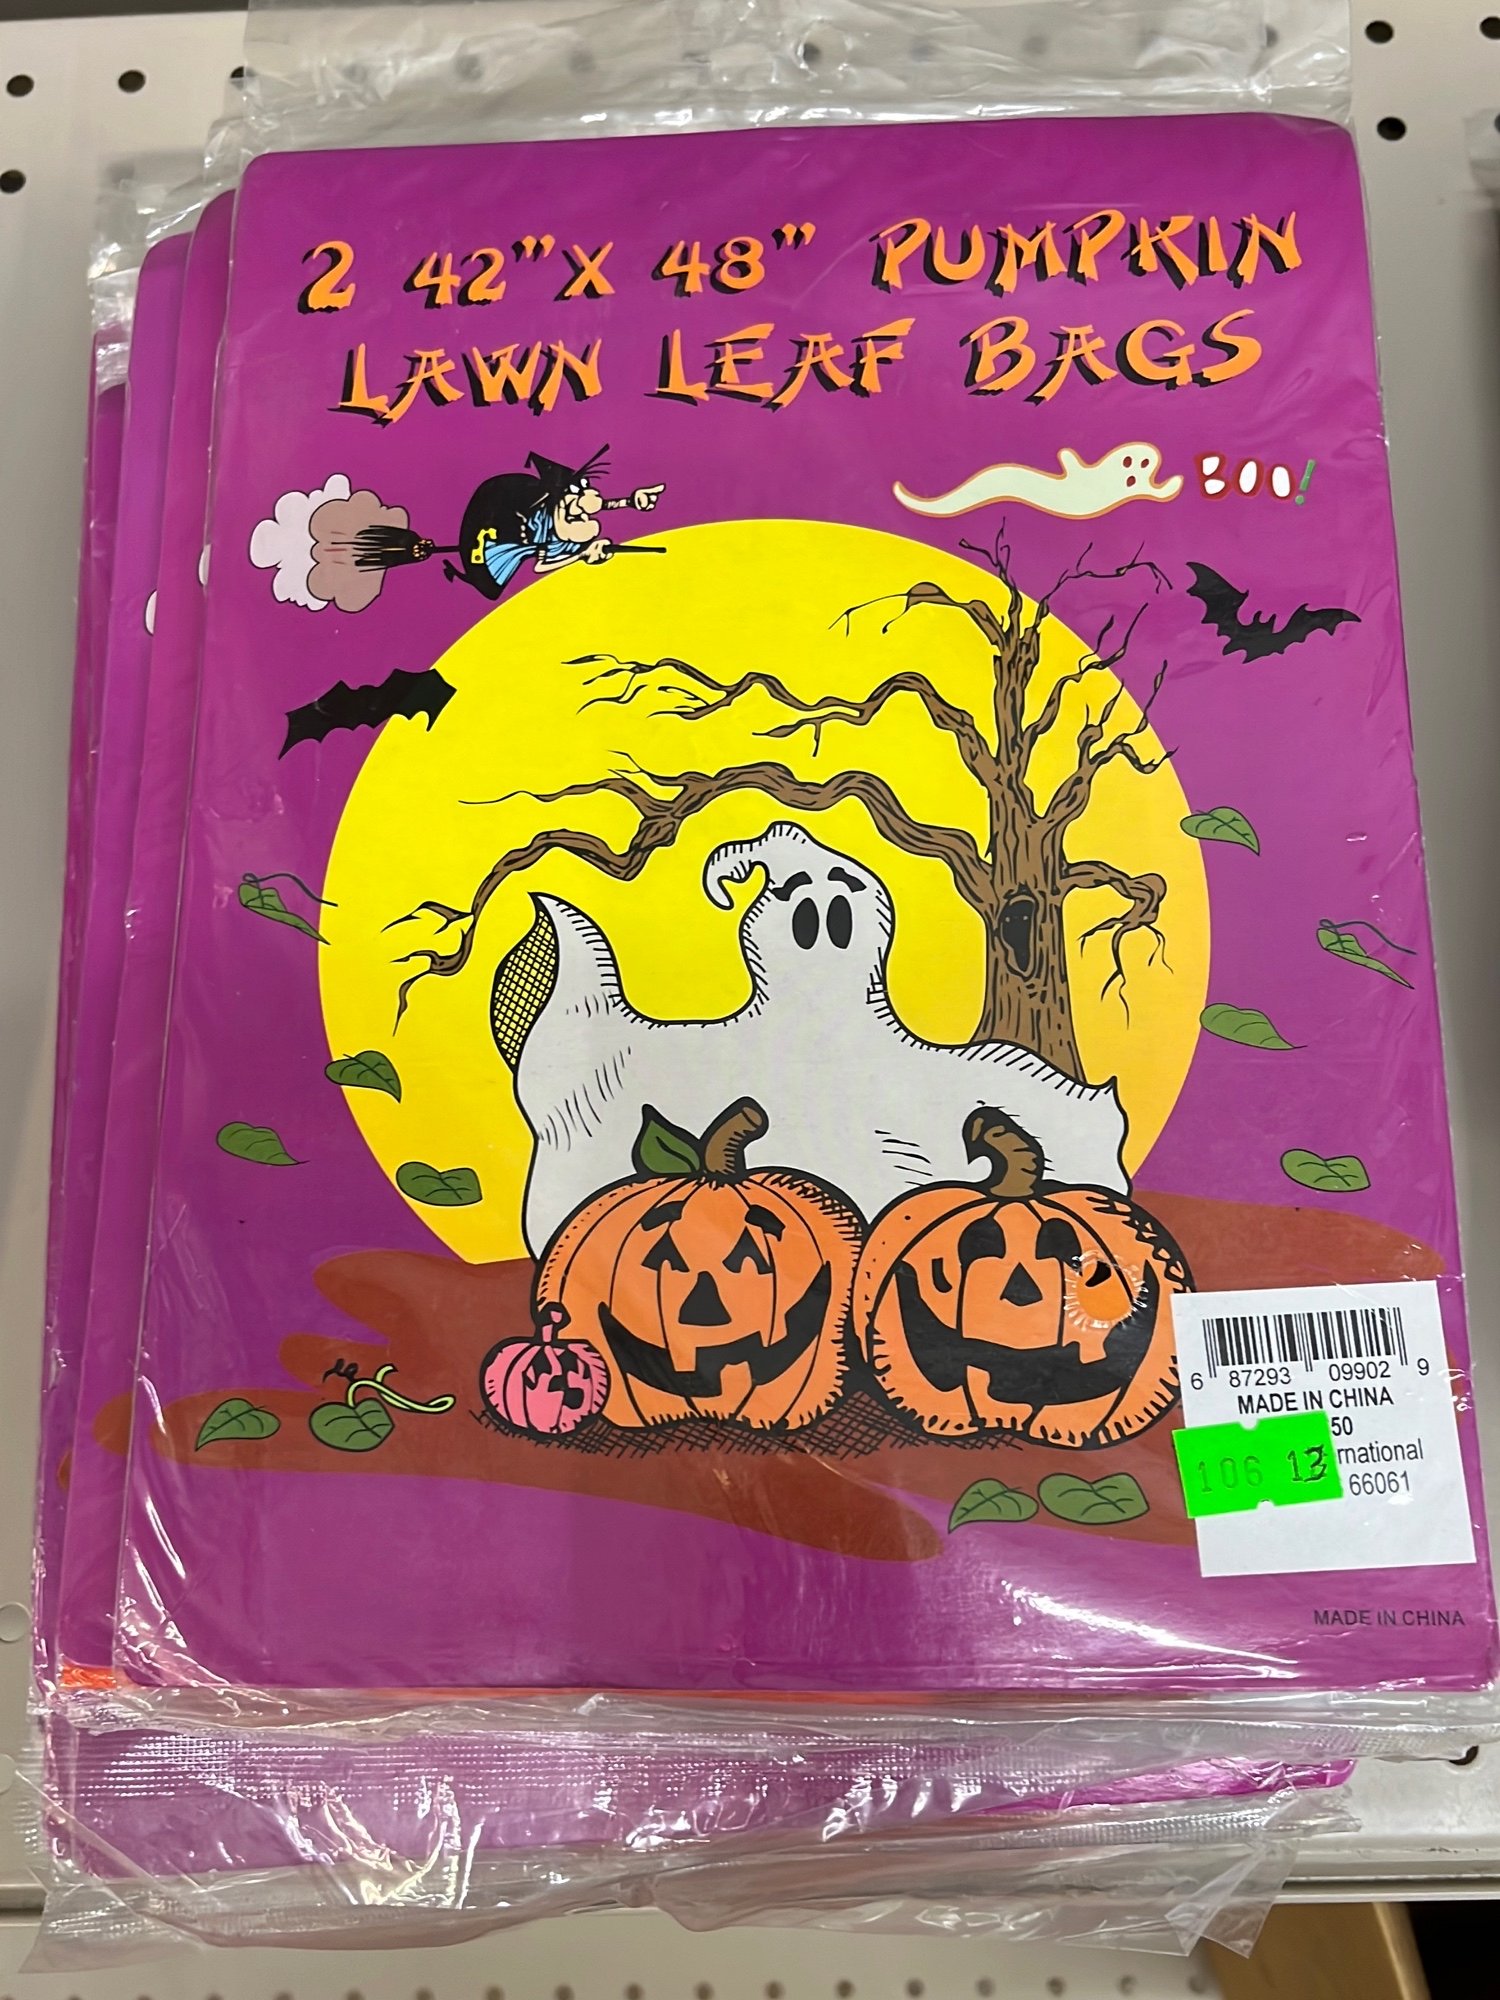 2 42" X 48" PUMPKIN
LAWN LEAF BAGS
BOO!
6 87293 09902 9
MADE IN CHINA
50
rnational
66061
106
MADE IN CHINA